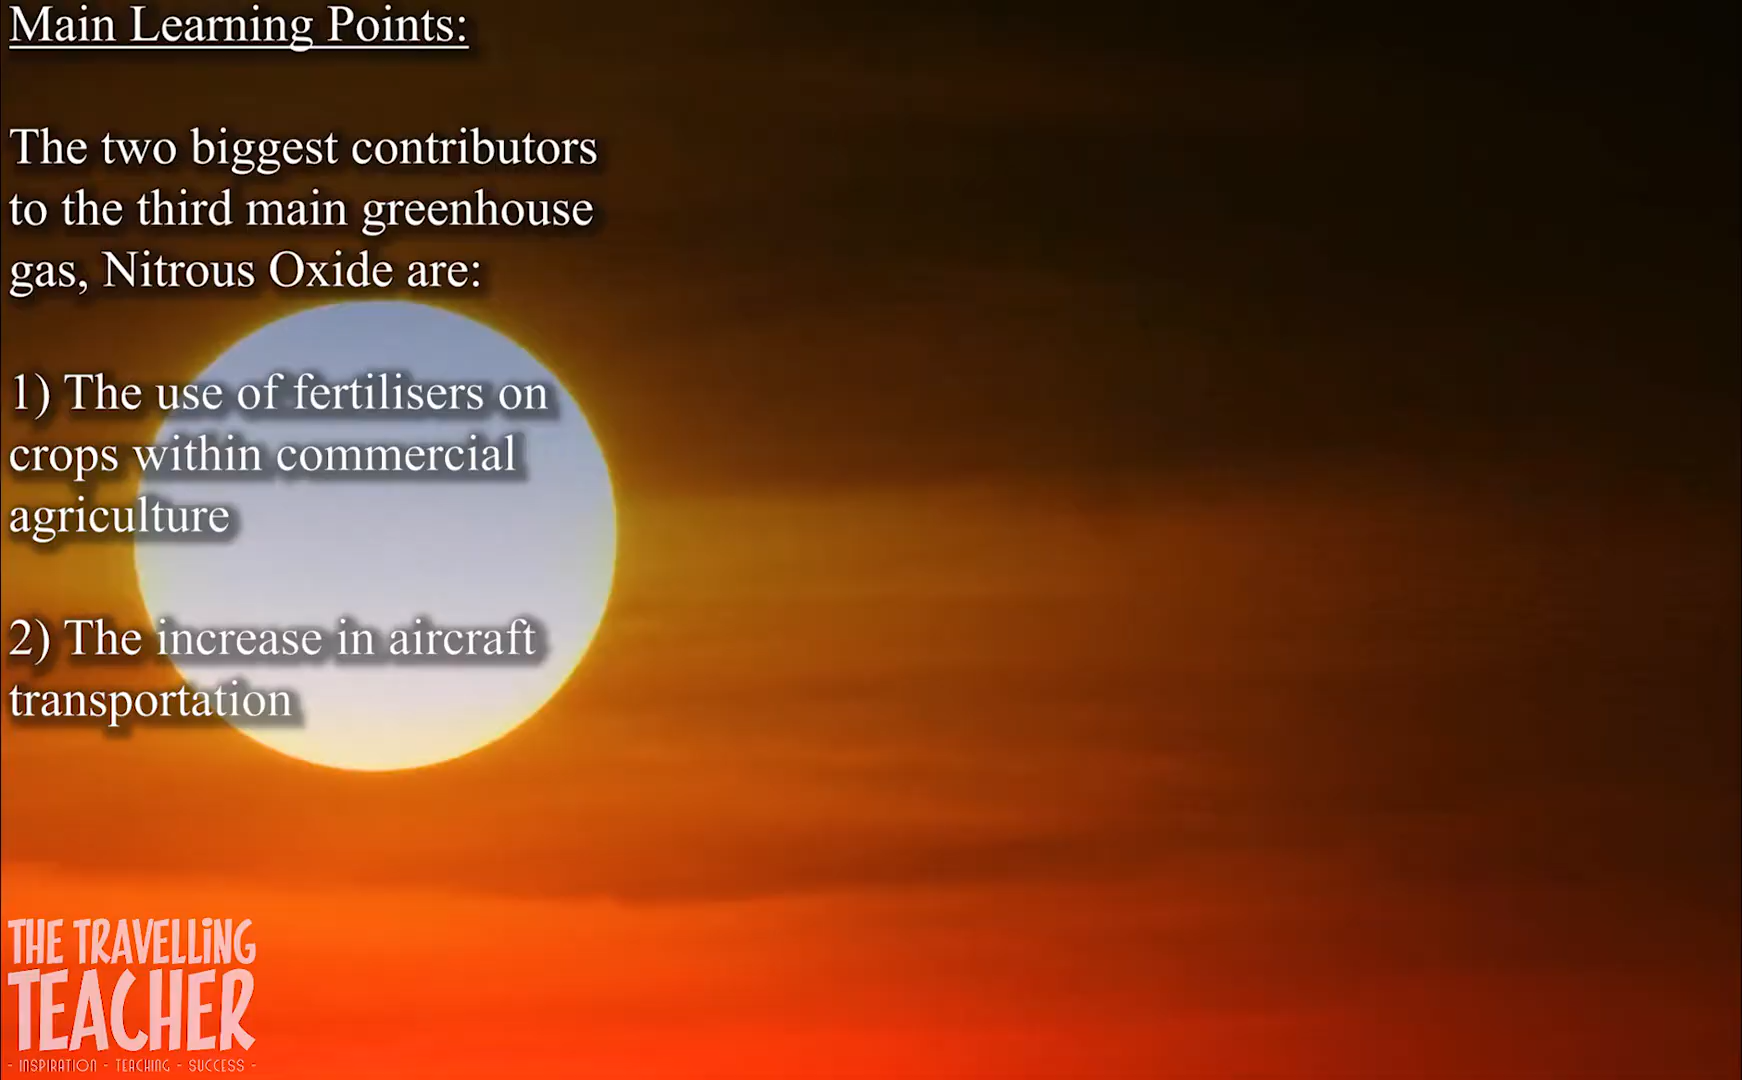 Main Learning Points:
The two biggest contributors
to the third main greenhouse
gas, Nitrous Oxide are:
1) The use of fertilisers on
crops within commercial
agriculture
2) The increase in aircraft
transportation
THE TRAVELLiNG
TEACHER
- INSPIRATION - TEACHING - SUCCESS -